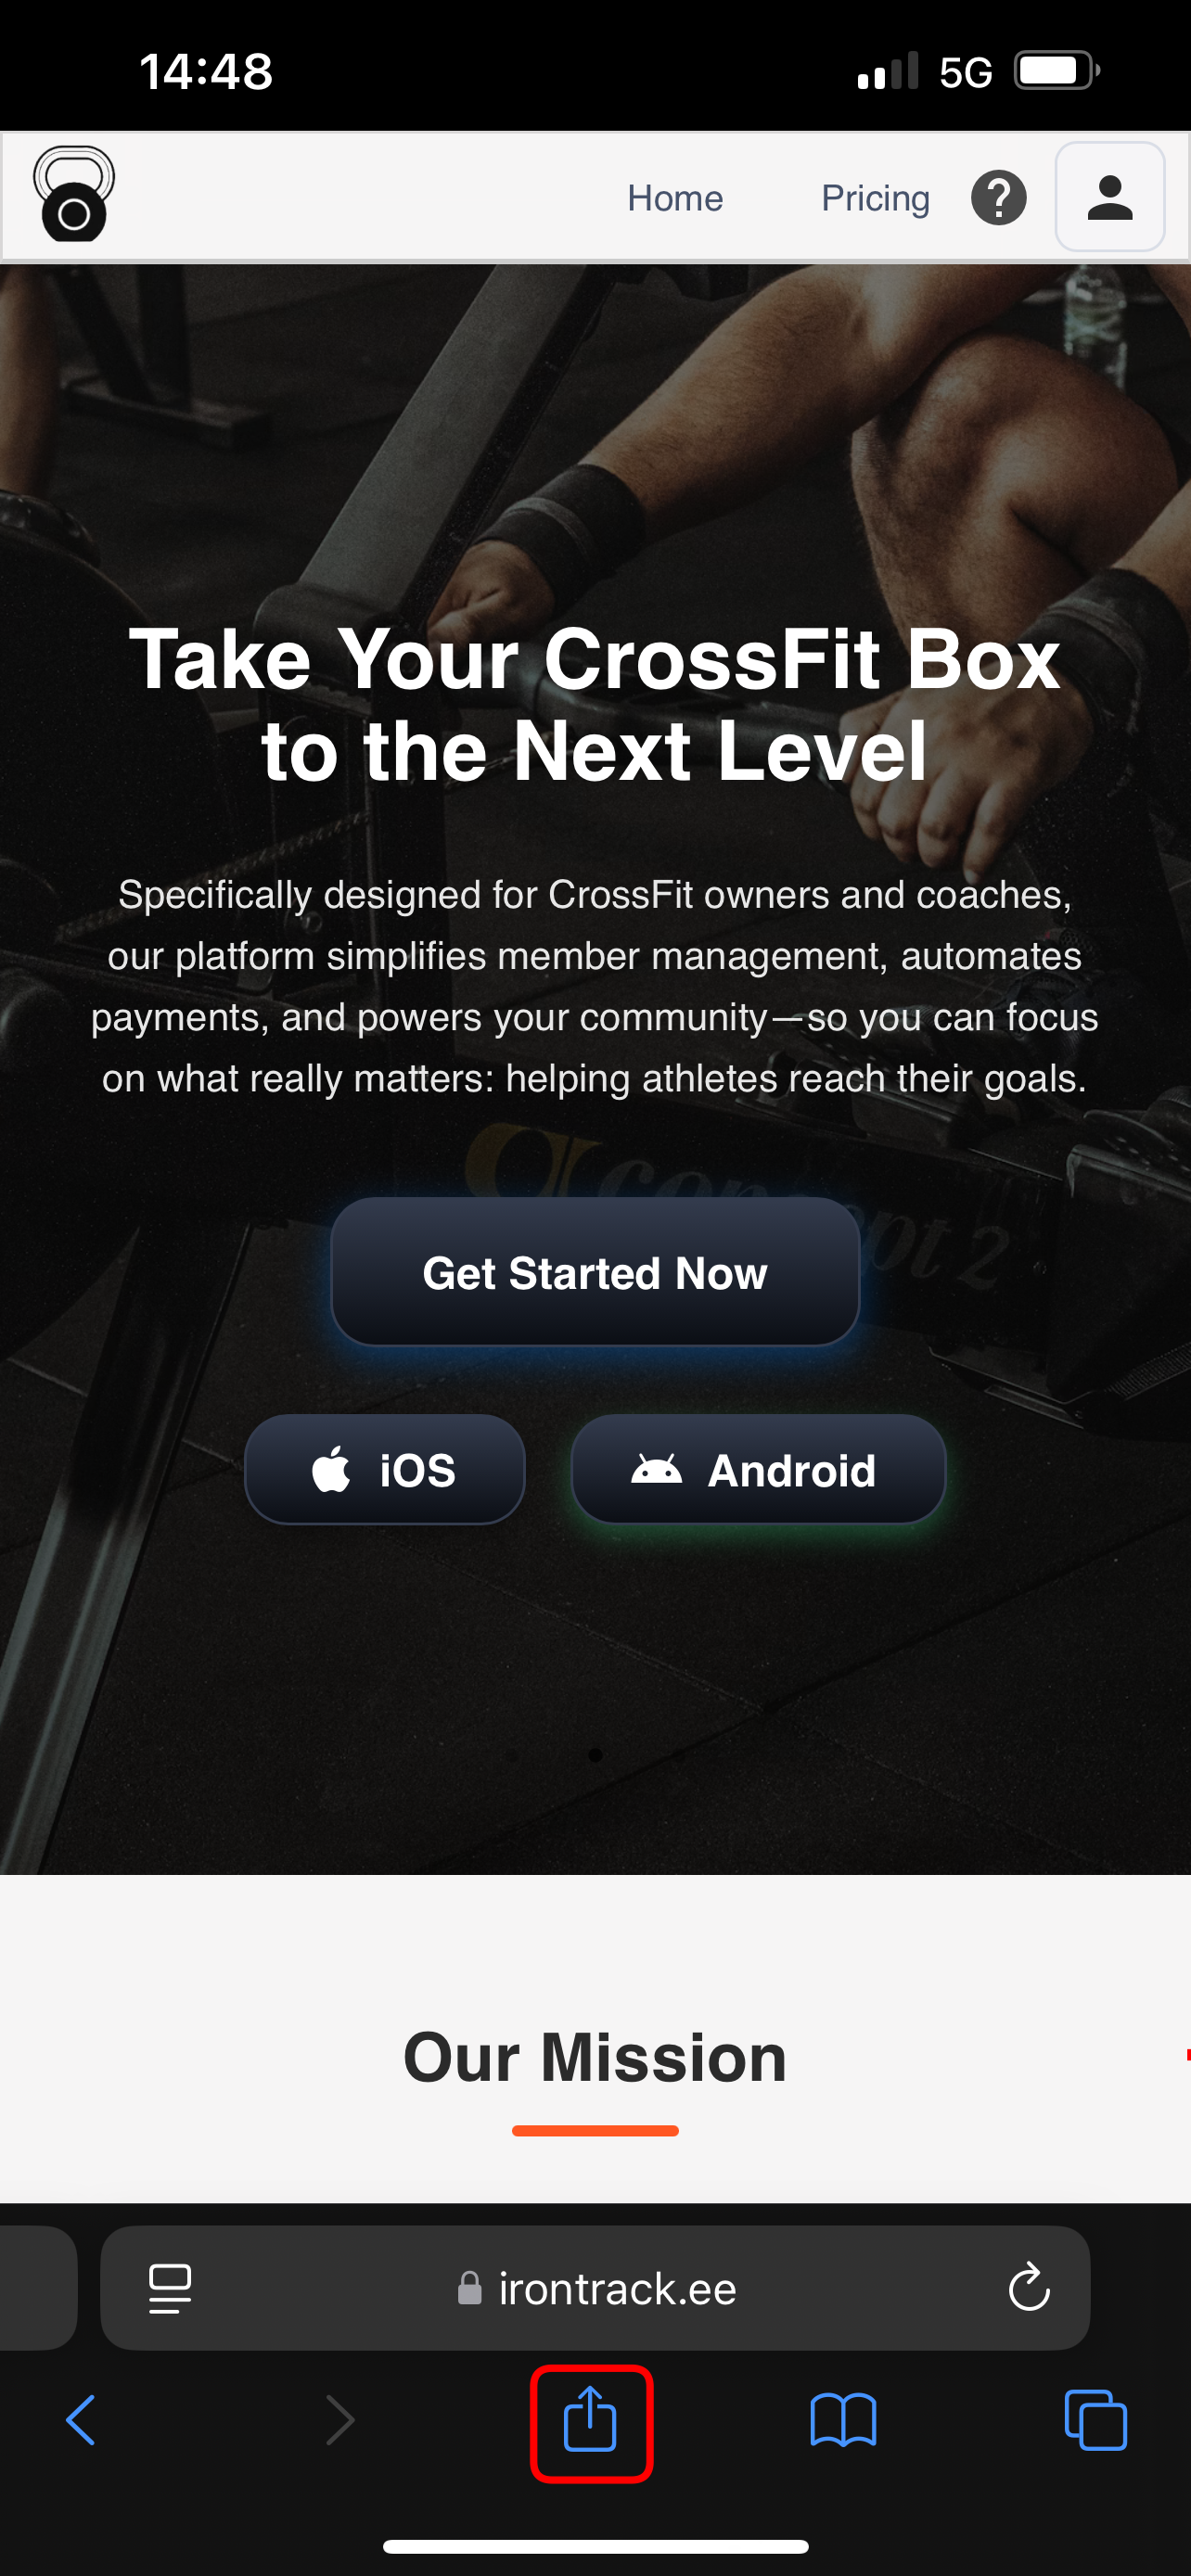 14:48
5G
Home
Pricing
Take Your CrossFit Box
to the Next Level
Specifically designed for CrossFit owners and coaches,
our platform simplifies member management, automates
payments, and powers your community—so you can focus
on what really matters: helping athletes reach their goals.
Get Started Now
iOS
Android
Our Mission
irontrack.ee